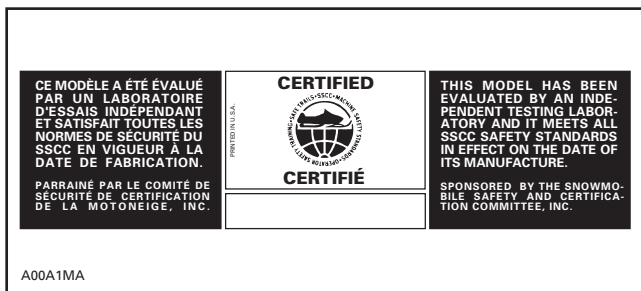 CE MODÈLE A ÉTÉ ÉVALUÉ
PAR UN LABORATOIRE
D'ESSAIS INDÉPENDANT
ET SATISFAIT TOUTES LES
NORMES DE SÉCURITÉ DU
SSCC EN VIGUEUR À LA
DATE DE FABRICATION.
PARRAINÉ PAR LE COMITÉ DE
SÉCURITÉ DE CERTIFICATION
DE LA MOTONEIGE, INC.
PRINTED IN U.S.A.
CERTIFIED
SAFE TRAILS•SSCC•MACHINE SAFETY STANDARDS•OPERATOR SAFETY TRAINING•
CERTIFIÉ
THIS MODEL HAS BEEN
EVALUATED BY AN INDE-
PENDENT TESTING LABOR-
ATORY AND IT MEETS ALL
SSCC SAFETY STANDARDS
IN EFFECT ON THE DATE OF
ITS MANUFACTURE.
SPONSORED BY THE SNOWMO-
BILE SAFETY AND CERTIFICA-
TION COMMITTEE, INC.
A00A1MA